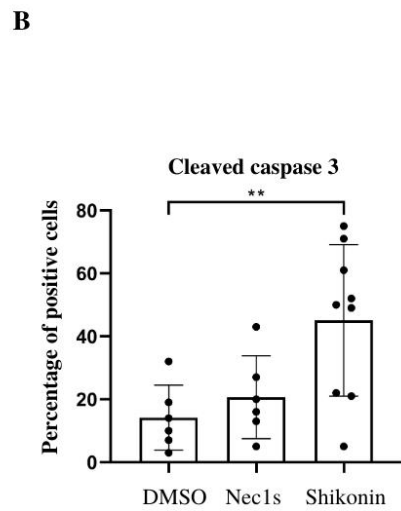 B
Cleaved caspase 3
**
Percentage of positive cells
80
60
40
20
0
DMSO Nec1s Shikonin